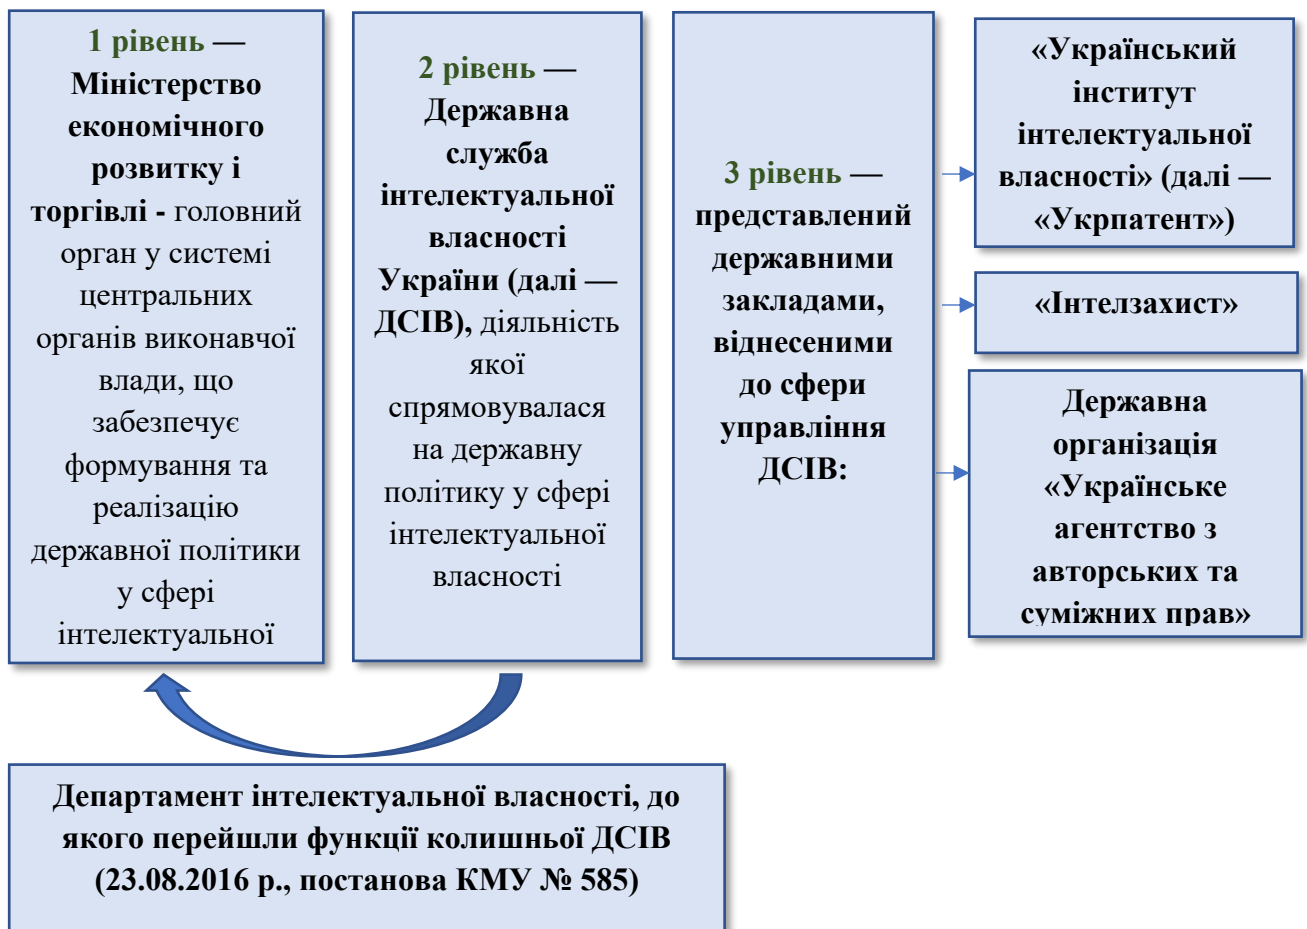 1 рівень —
Міністерство
економічного
розвитку і
торгівлі - головний
орган у системі
центральних
органів виконавчої
влади, що
забезпечує
формування та
реалізацію
державної політики
у сфері
інтелектуальної
2 рівень —
Державна
служба
інтелектуальної
власності
України (далі —
ДСІВ), діяльність
якої
спрямовувалася
на державну
політику у сфері
інтелектуальної
власності
3 рівень —
представлений
державними
закладами,
віднесеними
до сфери
управління
ДСІВ:
«Український
інститут
інтелектуальної
власності» (далі —
«Укрпатент»)
«Інтелзахист»
Державна
організація
«Українське
агентство з
авторських та
суміжних прав»
Департамент інтелектуальної власності, до
якого перейшли функції колишньої ДСІВ
(23.08.2016 р., постанова КМУ № 585)